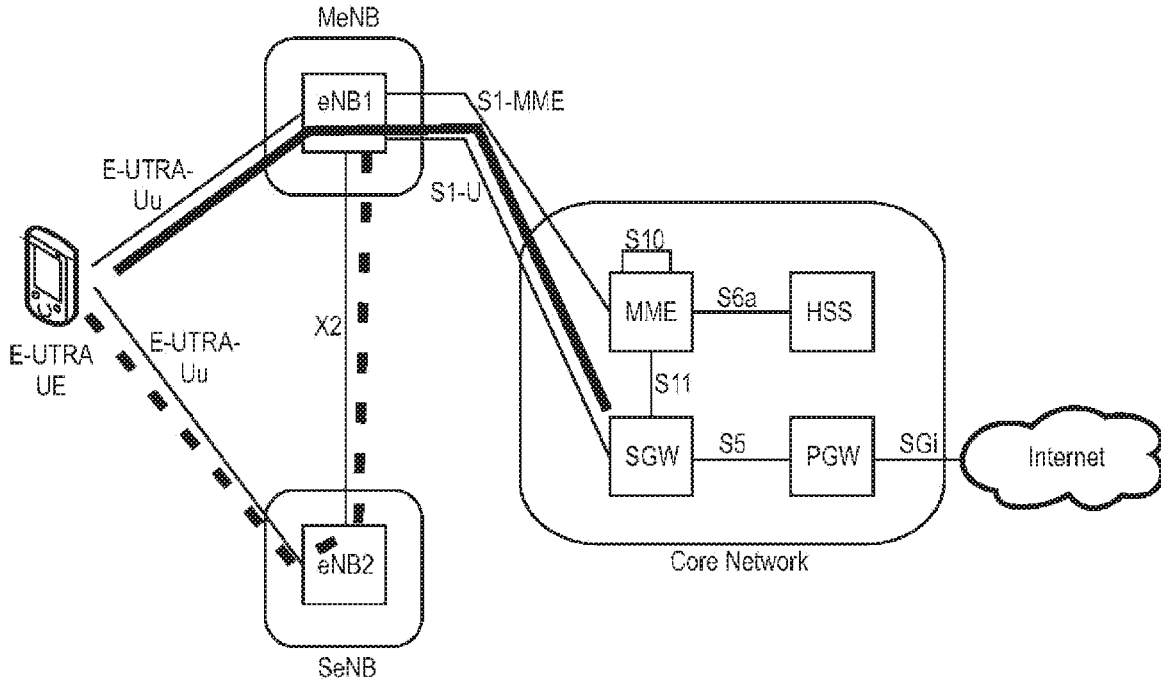 MeNB
eNB1
S1-MME
E-UTRA-
Uu
S1-U
S10
MME
S6a
HSS
E-UTRA
UE
E-UTRA-
Uu
X2
S11
SGW
S5
PGW
SGi
Internet
eNB2
Core Network
SeNB